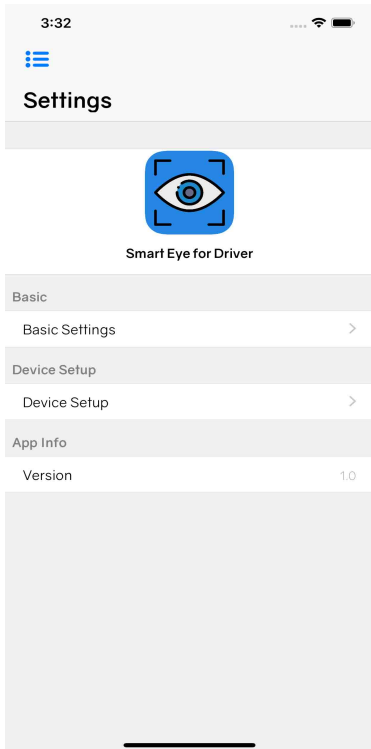 3:32
Settings
Smart Eye for Driver
Basic
Basic Settings
Device Setup
Device Setup
App Info
Version 1.0